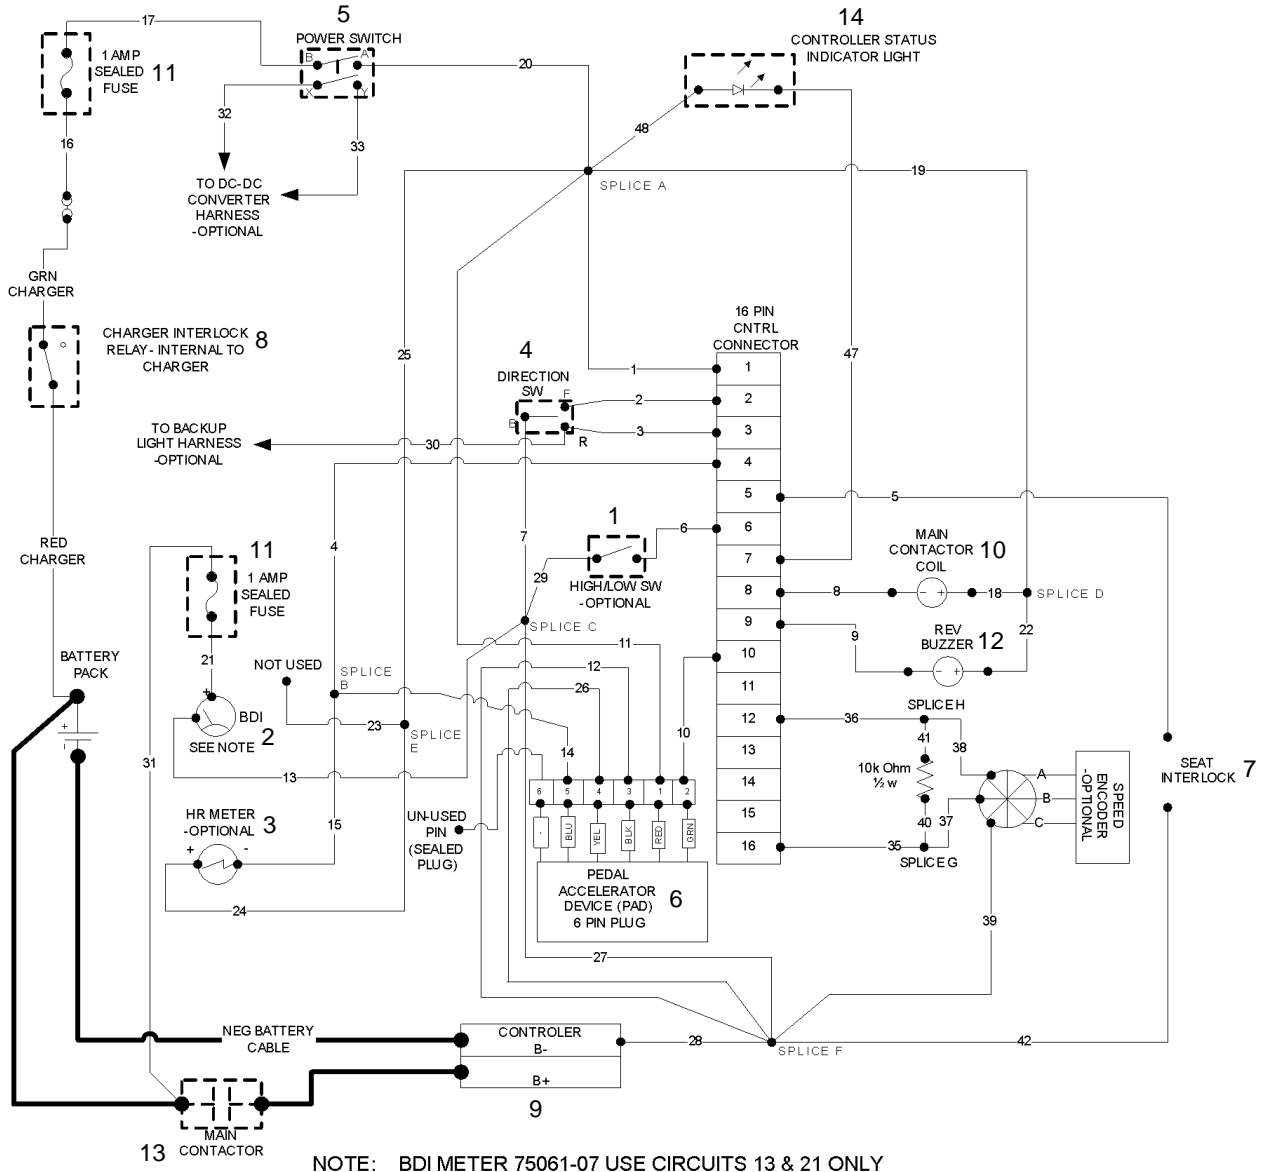 17
5
POWER SWITCH
B
A
X
Y
14
CONTROLLER STATUS
INDICATOR LIGHT
1 AMP
SEALED
FUSE
11
20
32
33
48
16
TO DC-DC
CONVERTER
HARNESS
-OPTIONAL
SPLICE A
19
GRN
CHARGER
CHARGER INTERLOCK
RELAY- INTERNAL TO
CHARGER
8
25
4
DIRECTION
SW
F
B
R
16 PIN
CNTRL
CONNECTOR
47
1
1
2
2
3
3
4
5
5
6
6
7
8
9
10
11
12
13
14
15
16
TO BACKUP
LIGHT HARNESS
-OPTIONAL
30
RED
CHARGER
4
7
1
HIGH/LOW SW
-OPTIONAL
29
11
1 AMP
SEALED
FUSE
MAIN
CONTACTOR
COIL
10
8
- +
18
SPLICE D
SPLICE C
11
9
REV
BUZZER
12
- +
22
BATTERY
PACK
+
-
21
NOT USED
SPLICE
B
12
26
+
BDI
SEE NOTE
2
23
SPLICE
E
10
36
SPLICE H
41
38
31
13
14
10k Ohm
½ w
40
37
A
B
C
SPEED
ENCODER
-OPTIONAL
SEAT
INTERLOCK
7
HR METER
-OPTIONAL
3
+
-
15
UN-USED
PIN
(SEALED
PLUG)
6
5
4
3
1
2
-
BLU
YEL
BLK
RED
GRN
35
SPLICE G
PEDAL
ACCELERATOR
DEVICE (PAD)
6 PIN PLUG
6
24
39
27
NEG BATTERY
CABLE
CONTROLER
B-
B+
28
SPLICE F
42
9
MAIN
CONTACTOR
13
NOTE: BDI METER 75061-07 USE CIRCUITS 13 & 21 ONLY